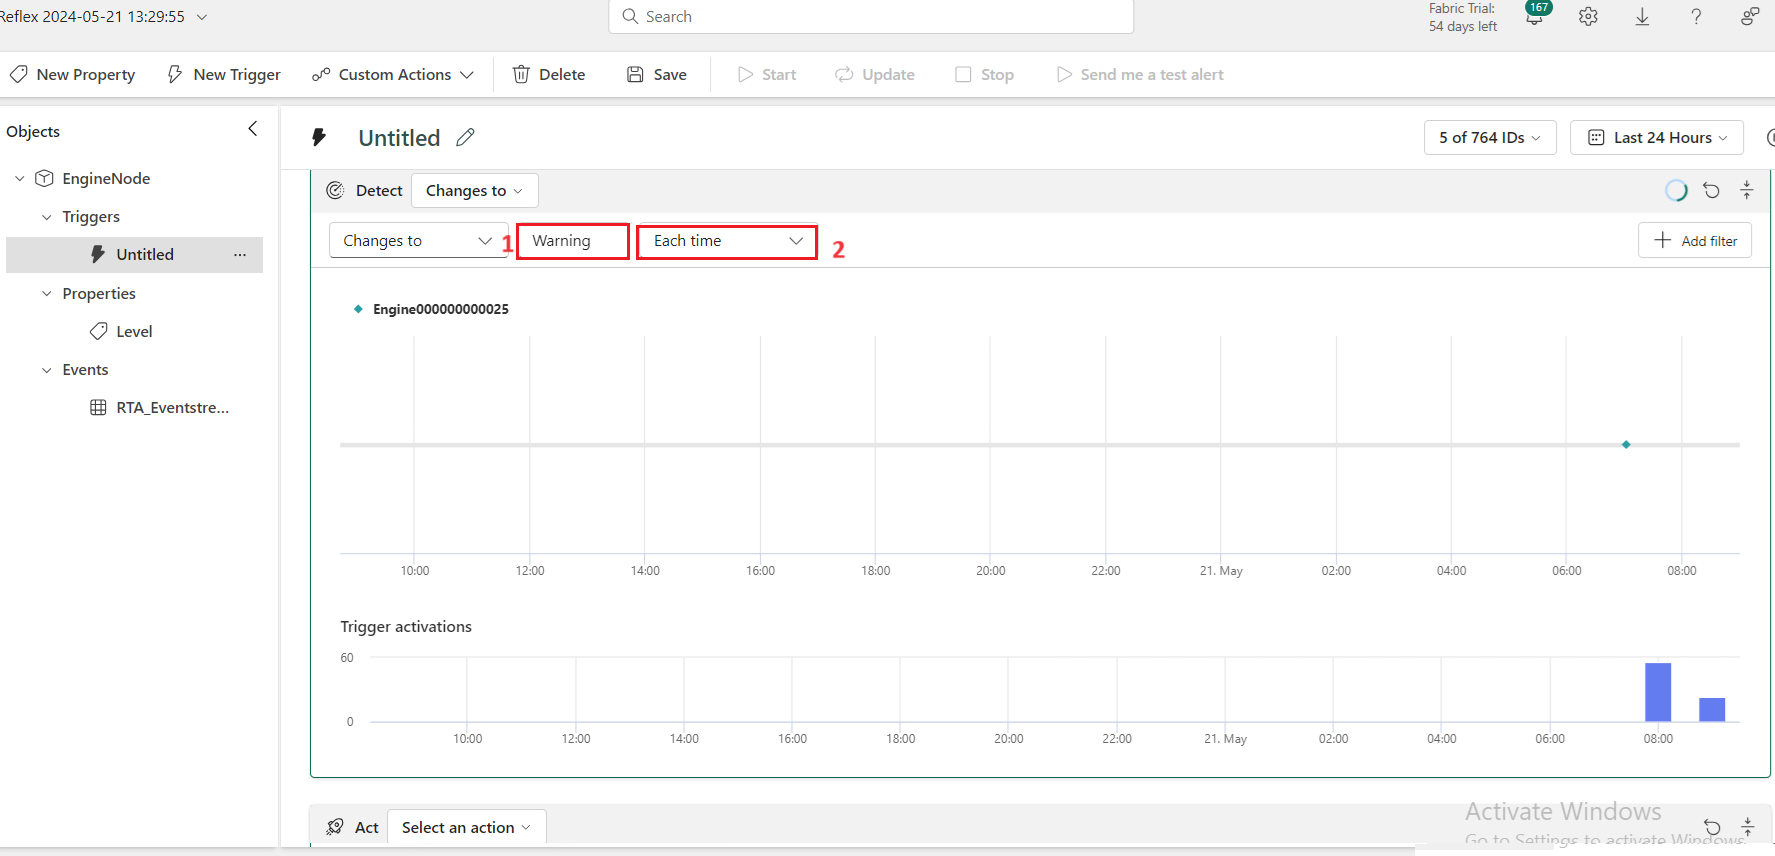 Reflex 2024-05-21 13:29:55
Search
Fabric Trial:
54 days left
167
New Property
New Trigger
Custom Actions
Delete
Save
Start
Update
Stop
Send me a test alert
Objects
EngineNode
Triggers
Untitled
Properties
Level
Events
RTA_Eventstre...
Untitled
5 of 764 IDs
Last 24 Hours
Detect
Changes to
Changes to
1
Warning
Each time
2
Add filter
Engine000000000025
10:00 12:00 14:00 16:00 18:00 20:00 22:00 21. May 02:00 04:00 06:00 08:00
Trigger activations
60
0
10:00 12:00 14:00 16:00 18:00 20:00 22:00 21. May 02:00 04:00 06:00 08:00
Act
Select an action
Activate Windows
Go to Settings to activate Windows.